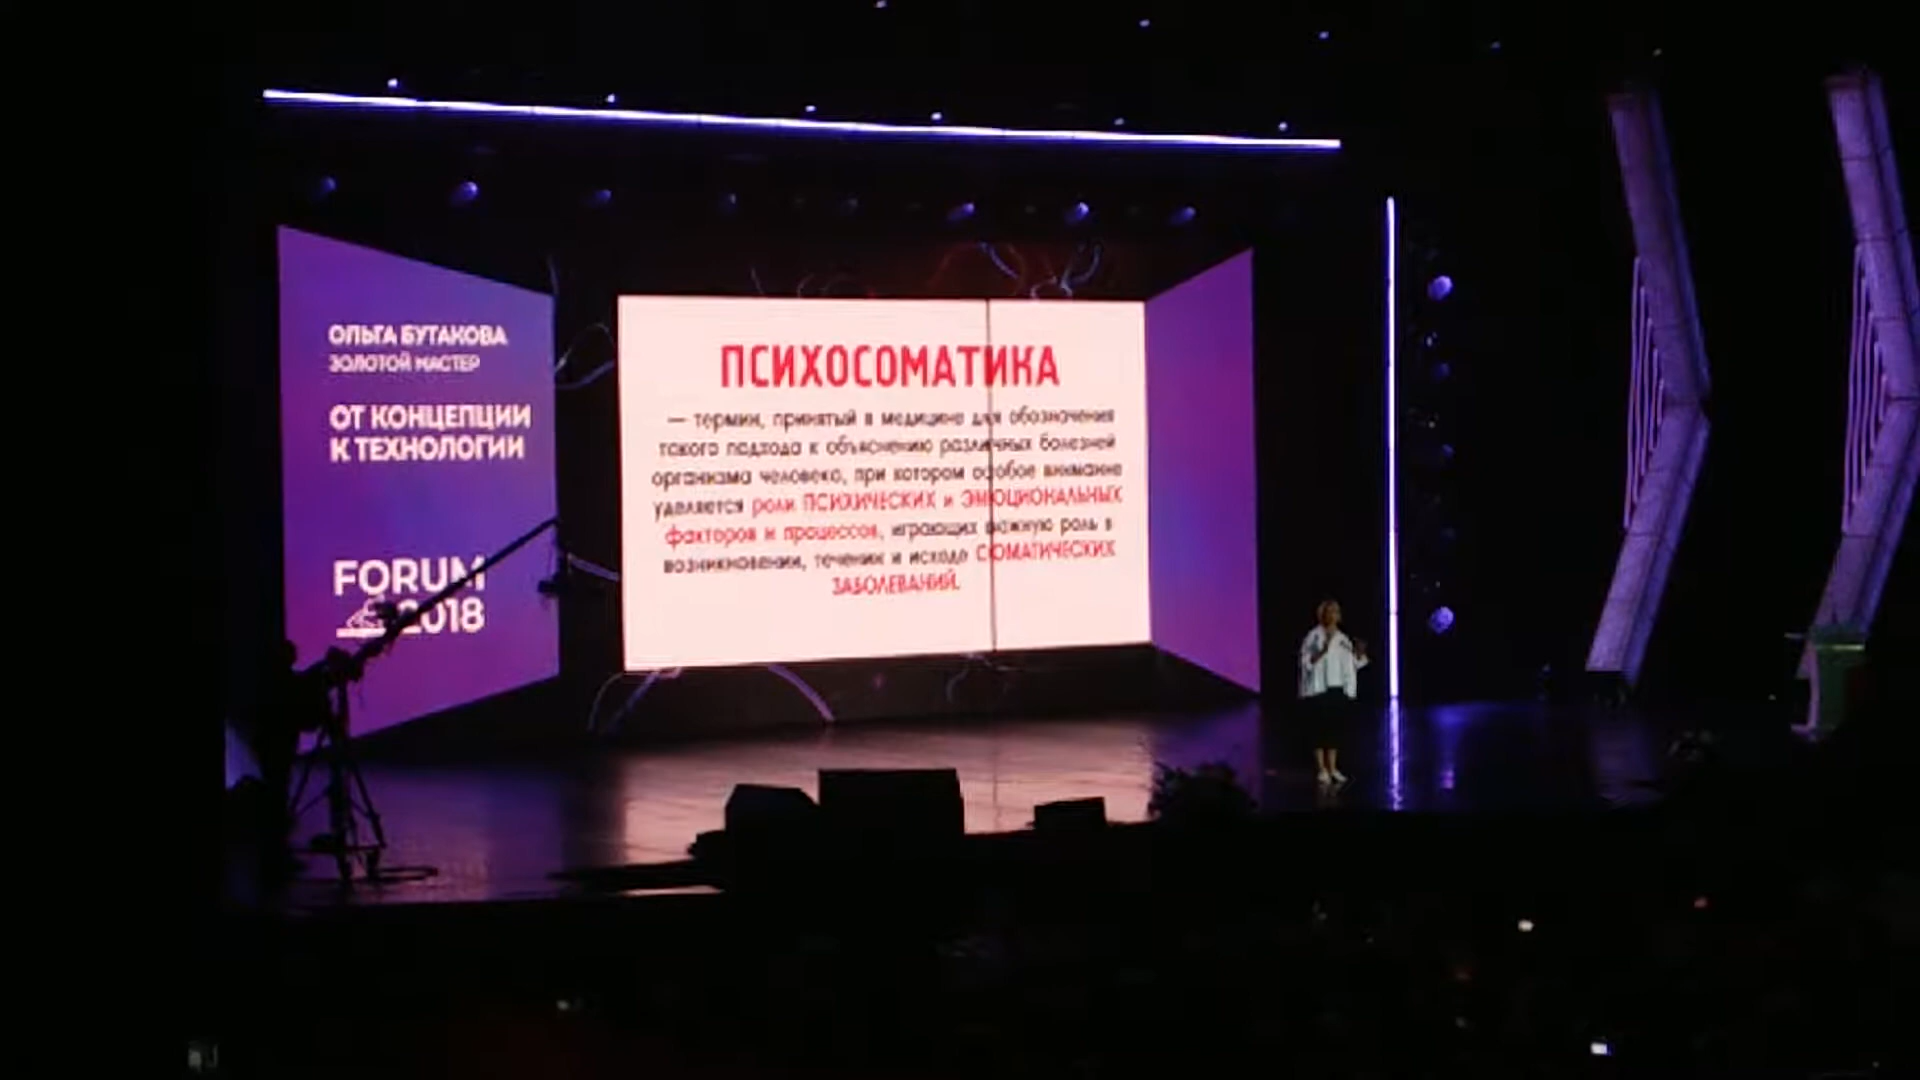 ОЛЬГА БУТАКОВА
ЗОЛОТОЙ МАСТЕР
ОТ КОНЦЕПЦИИ
К ТЕХНОЛОГИИ
FORUM
2018
ПСИХОСОМАТИКА
— термин, принятый в медицине для обозначения
такого подхода к объяснению различных болезней
организма человека, при котором особое внимание
уделяется роли ПСИХИЧЕСКИХ и ЭМОЦИОНАЛЬНЫХ
факторов и процессов, играющих важную роль в
возникновении, течении и исходе СОМАТИЧЕСКИХ
ЗАБОЛЕВАНИЙ.